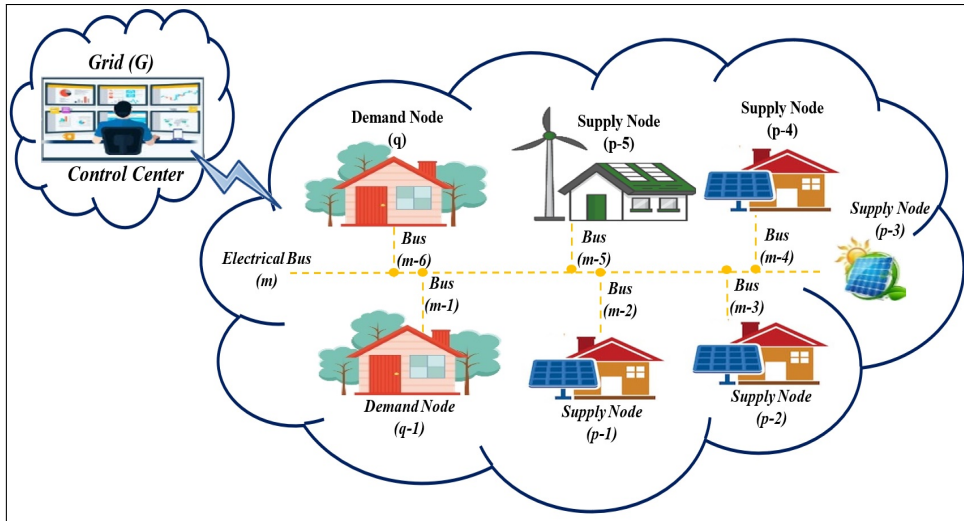 Grid (G)
Control Center
Demand Node
(q)
Supply Node
(p-5)
Supply Node
(p-4)
Supply Node
(p-3)
Electrical Bus
(m)
Bus
(m-6)
Bus
(m-5)
Bus
(m-4)
Bus
(m-1)
Bus
(m-2)
Bus
(m-3)
Demand Node
(q-1)
Supply Node
(p-1)
Supply Node
(p-2)